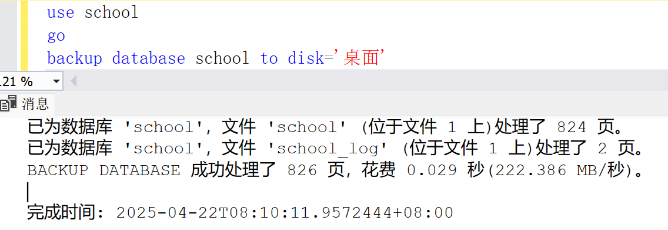 use school
go
backup database school to disk='桌面'
121 %
消息
已为数据库 'school'，文件 'school' (位于文件 1 上)处理了 824 页。
已为数据库 'school'，文件 'school_log' (位于文件 1 上)处理了 2 页。
BACKUP DATABASE 成功处理了 826 页，花费 0.029 秒(222.386 MB/秒)。
完成时间: 2025-04-22T08:10:11.9572444+08:00